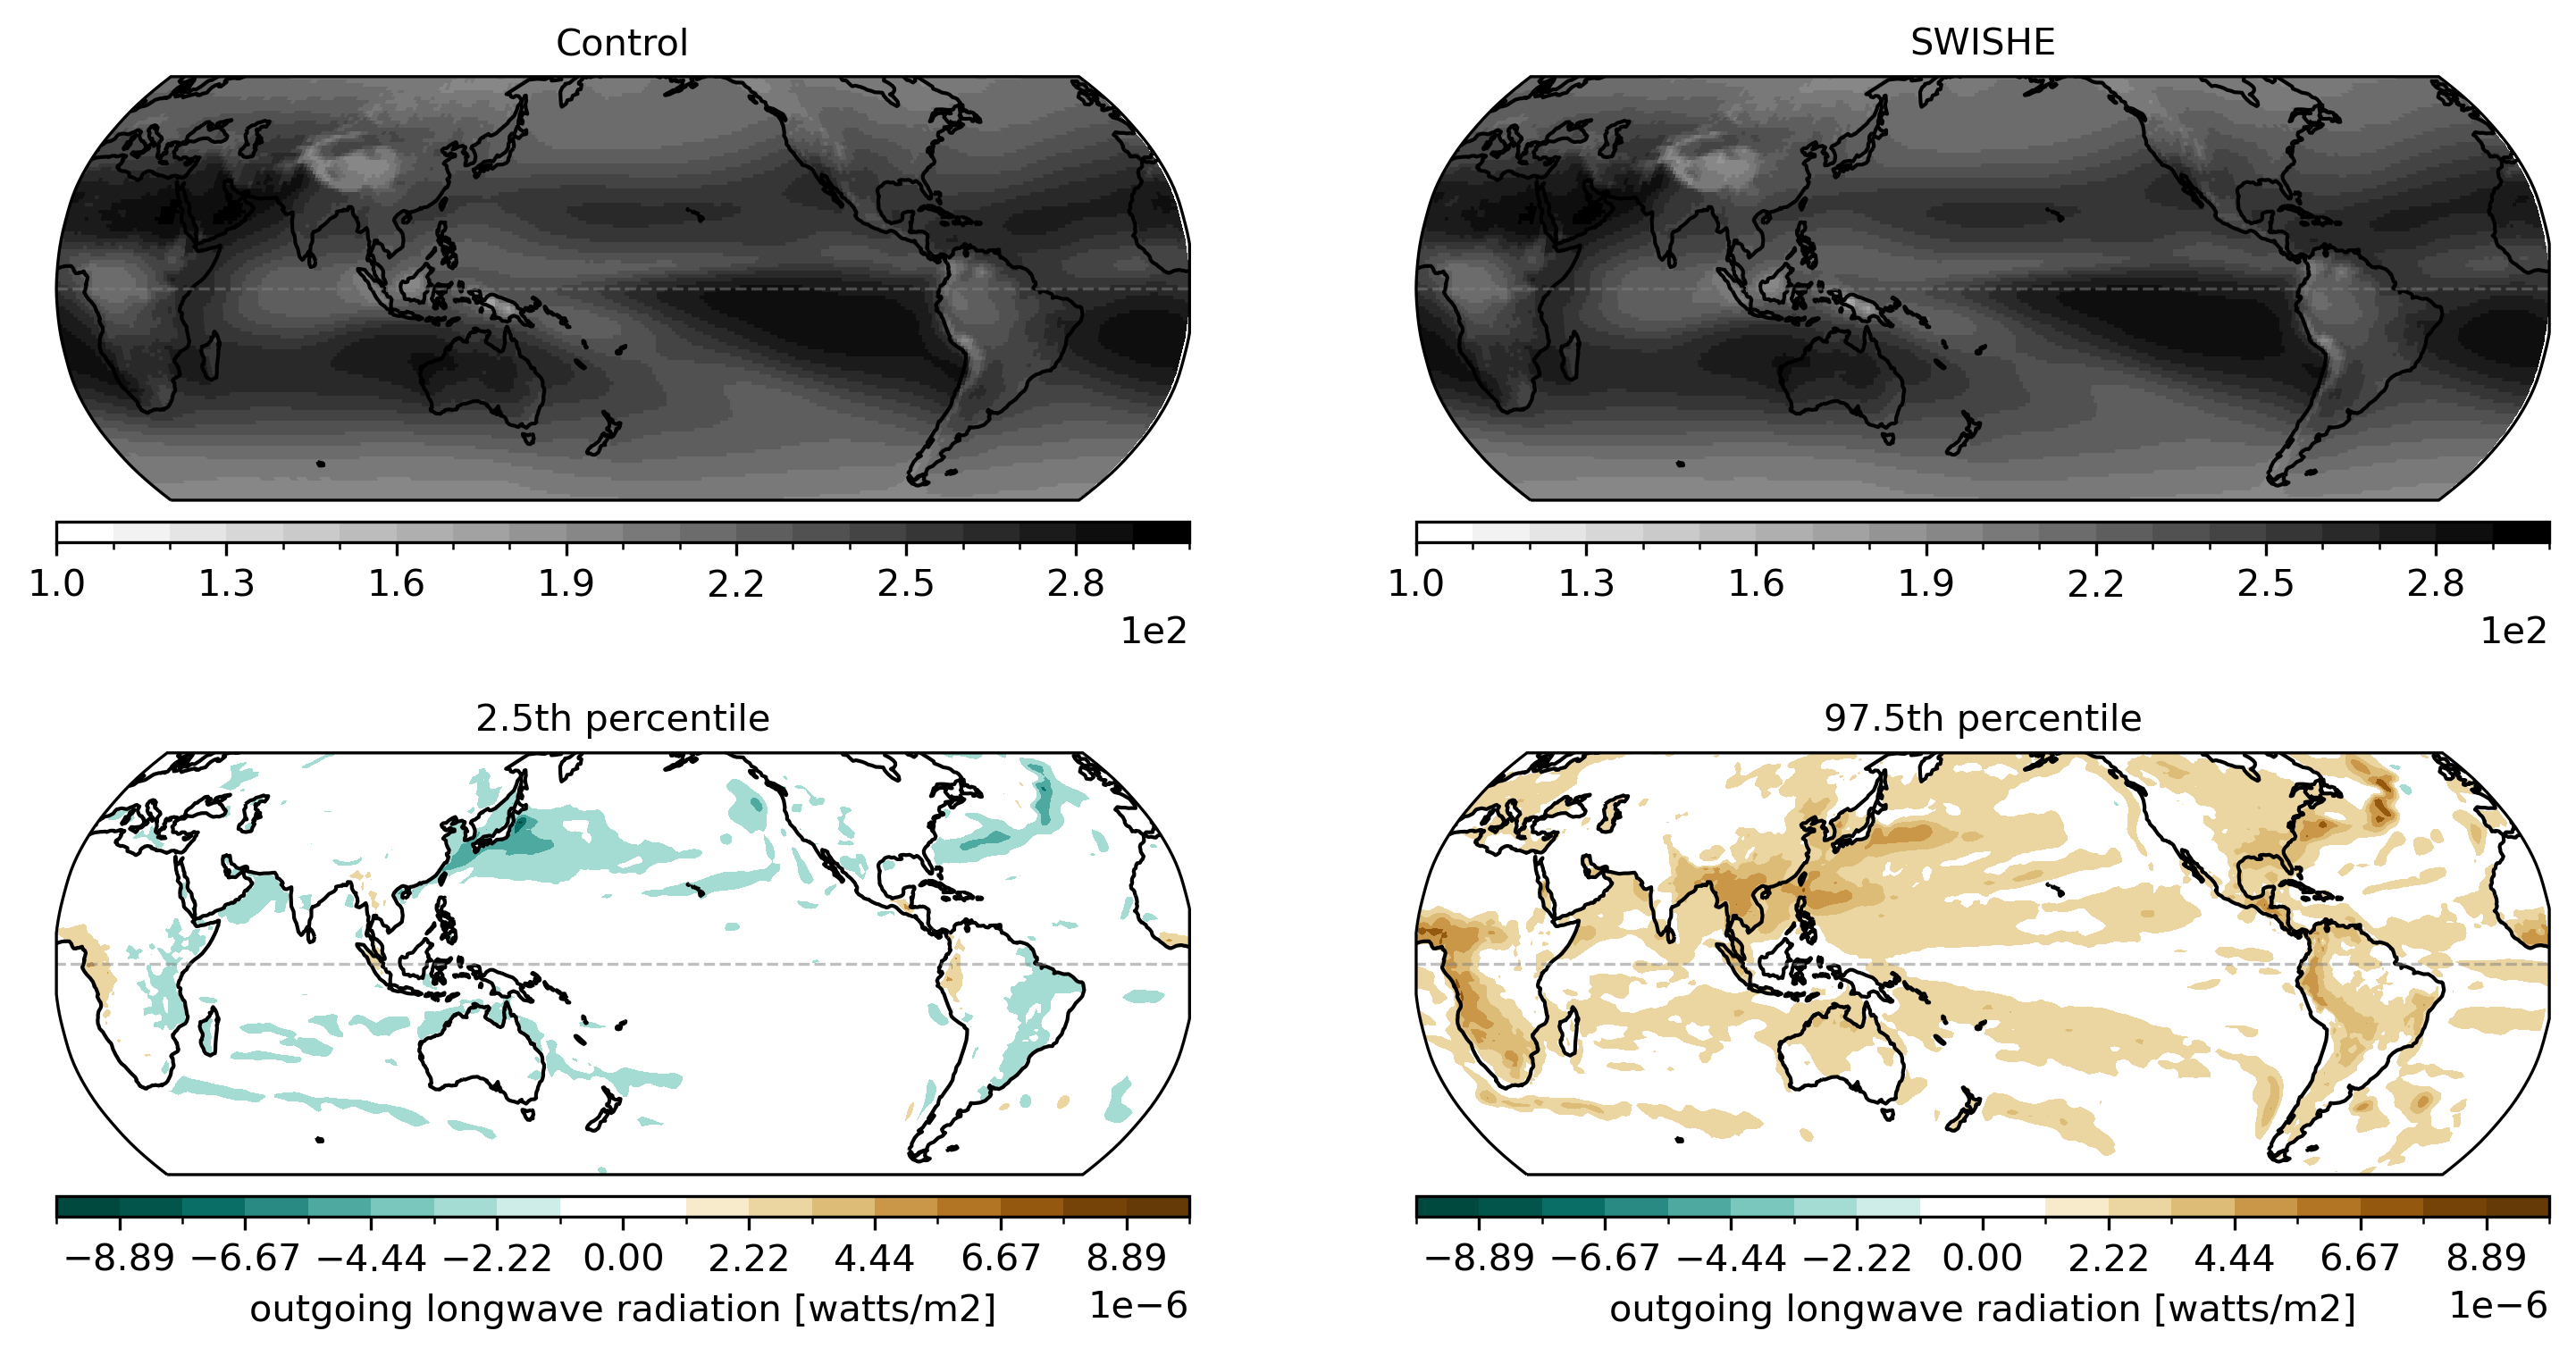 Control
SWISHE
1.0 1.3 1.6 1.9 2.2 2.5 2.8
1e2
1.0 1.3 1.6 1.9 2.2 2.5 2.8
1e2
2.5th percentile
97.5th percentile
−8.89 −6.67 −4.44 −2.22 0.00 2.22 4.44 6.67 8.89
outgoing longwave radiation [watts/m2] 1e−6
−8.89 −6.67 −4.44 −2.22 0.00 2.22 4.44 6.67 8.89
outgoing longwave radiation [watts/m2] 1e−6